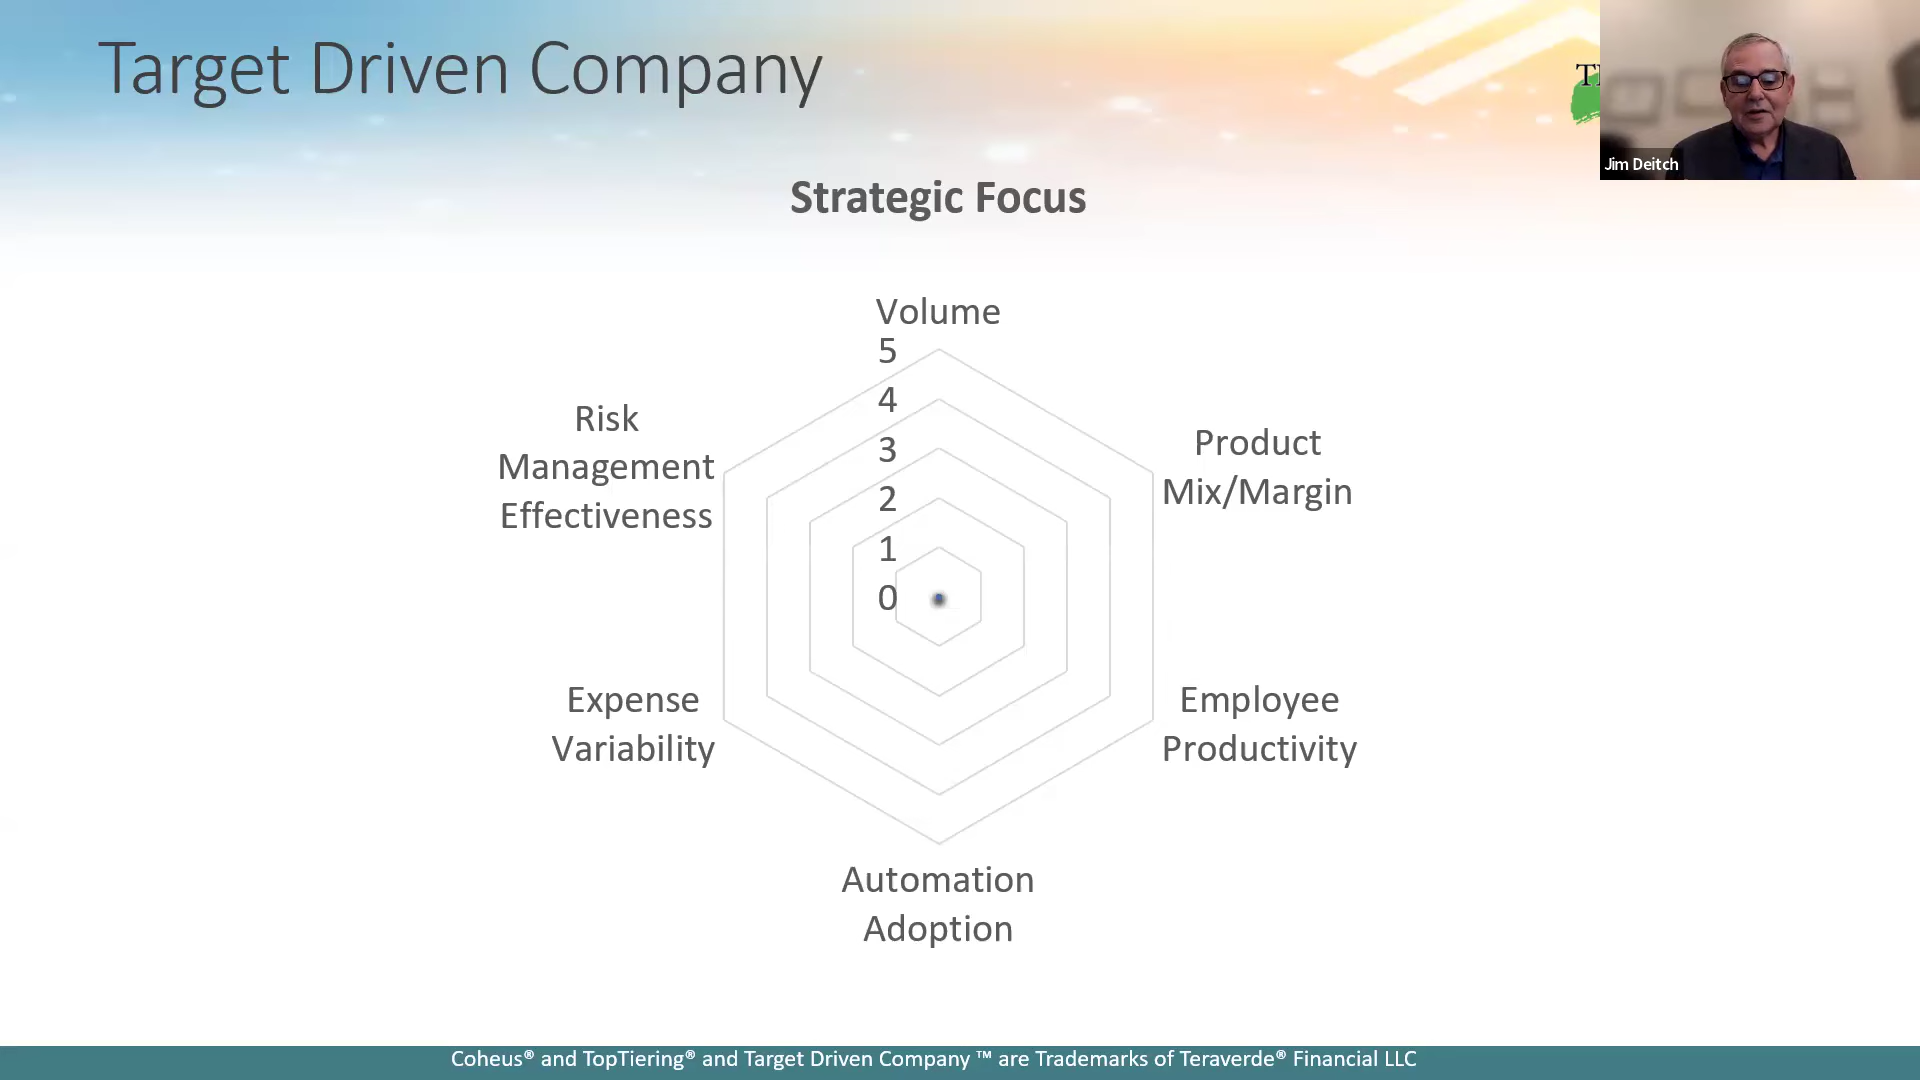 Target Driven Company
Jim Deitch
Strategic Focus
Volume
5
4
3
2
1
0
Product
Mix/Margin
Employee
Productivity
Automation
Adoption
Expense
Variability
Risk
Management
Effectiveness
Coheus® and TopTiering® and Target Driven Company ™ are Trademarks of Teraverde® Financial LLC